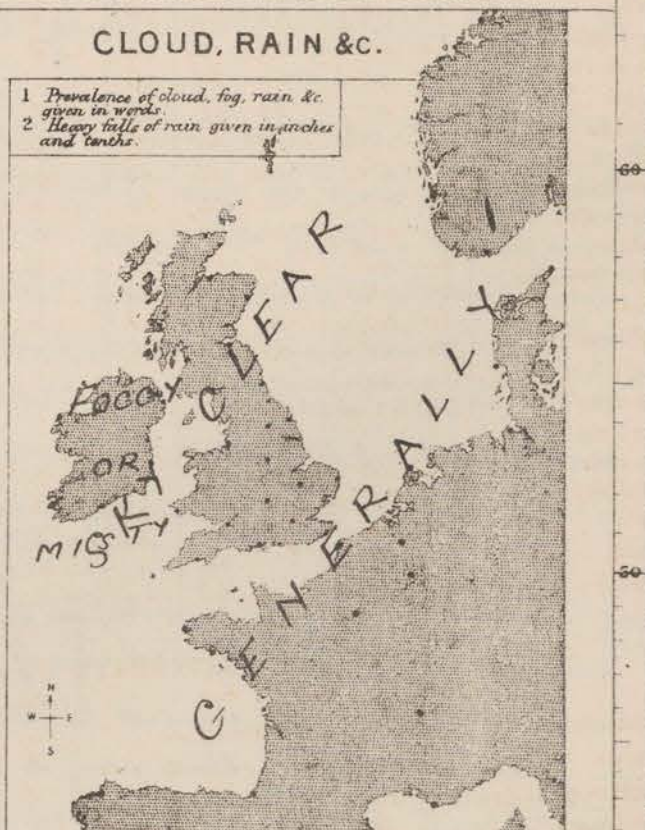 CLOUD, RAIN &c.
1 Prevalence of cloud, fog, rain &c. given in words.
2 Heavy falls of rain given in inches and tenths.
60
FOGGY
OR
MISTY
SKY CLEAR
GENERALLY
50
N
W E
S